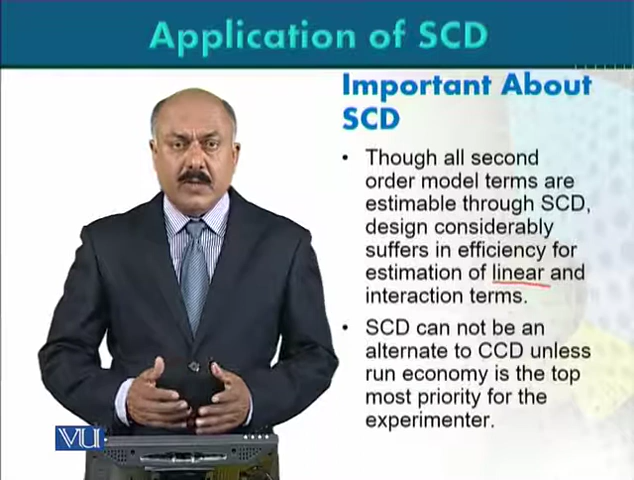 Application of SCD
Important About
SCD
• Though all second
order model terms are
estimable through SCD,
design considerably
suffers in efficiency for
estimation of linear and
interaction terms.
• SCD can not be an
alternate to CCD unless
run economy is the top
most priority for the
experimenter.
VU